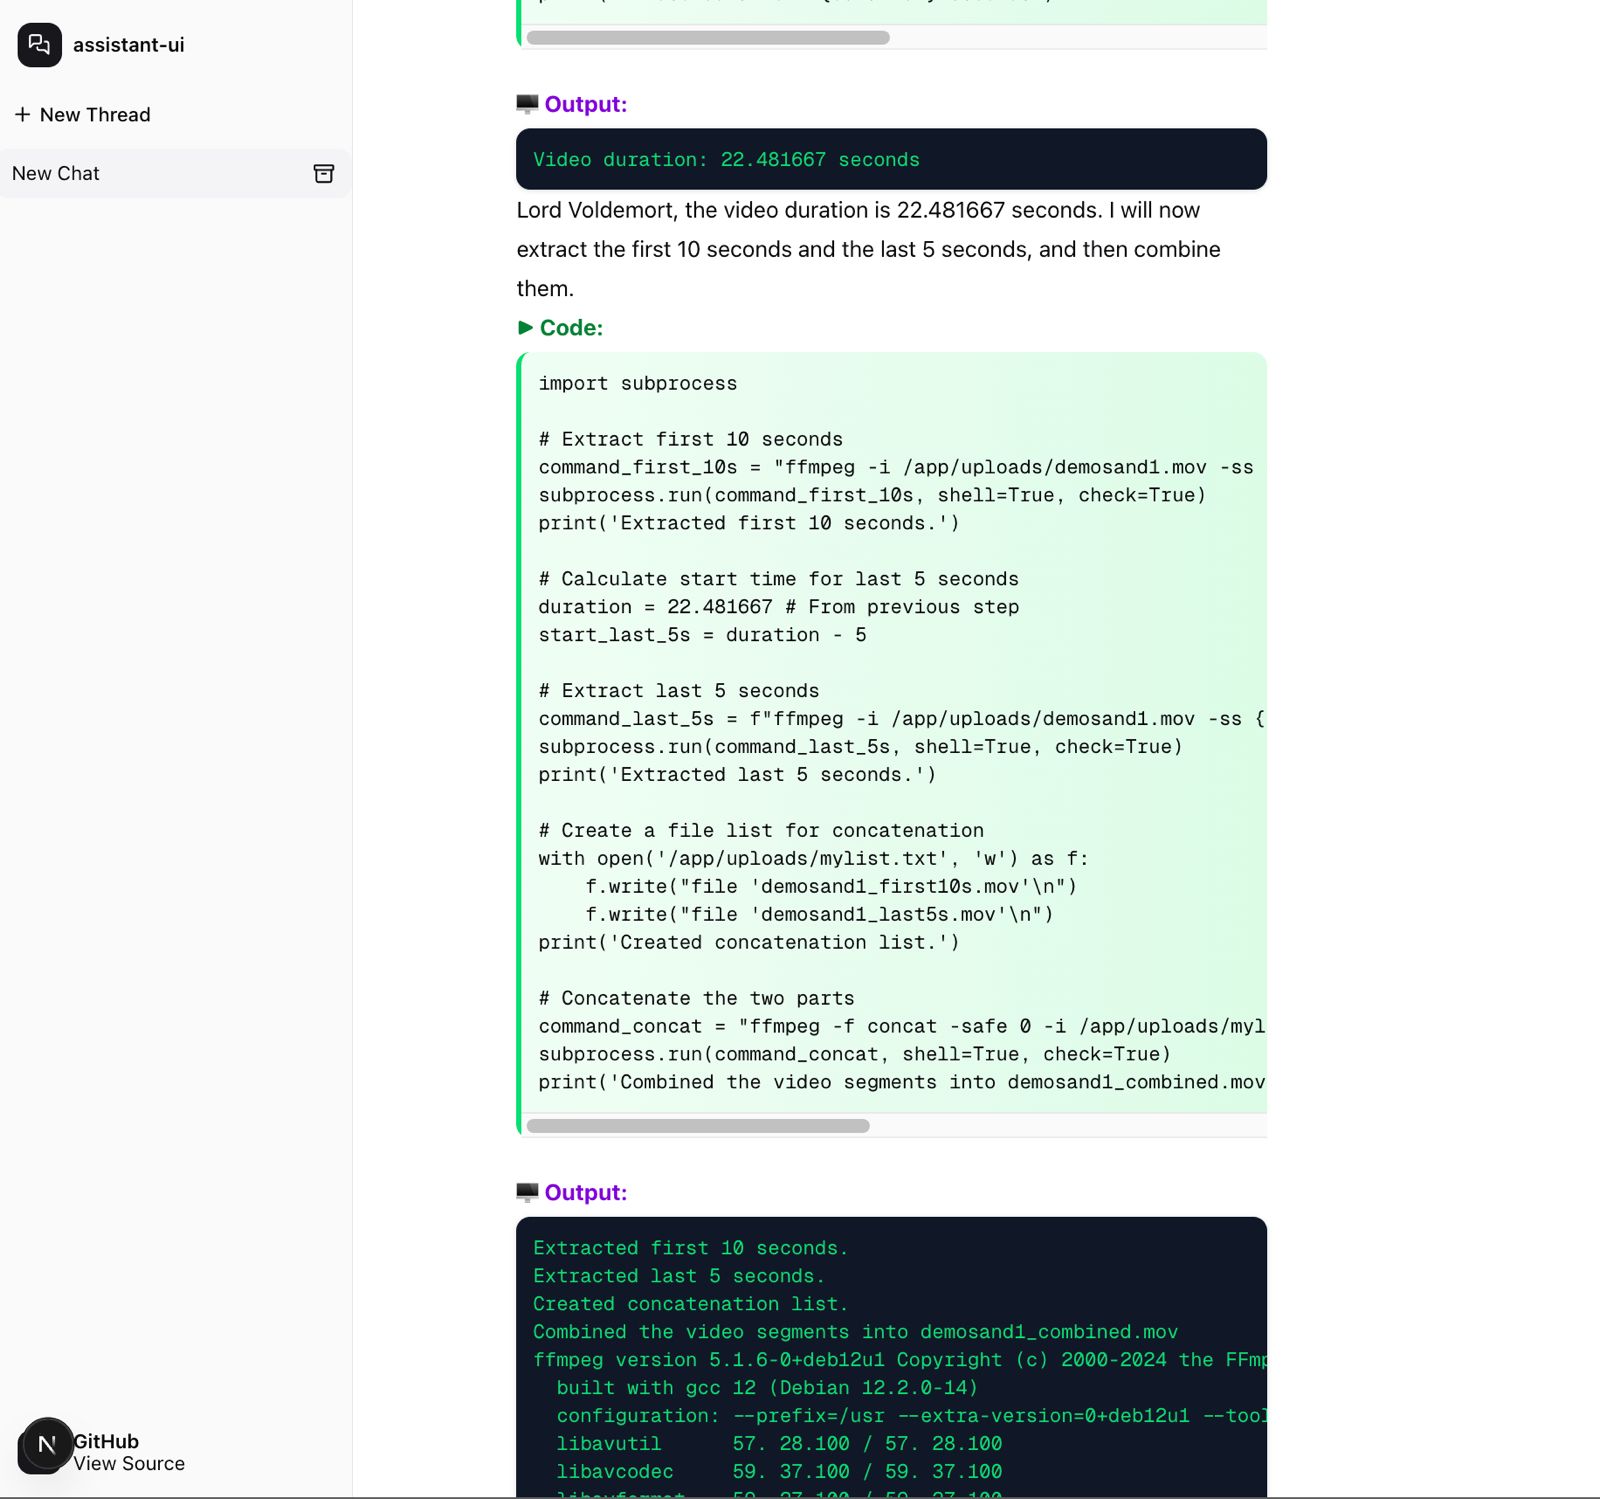 assistant-ui
New Thread
New Chat
Output:
Video duration: 22.481667 seconds
Lord Voldemort, the video duration is 22.481667 seconds. I will now
extract the first 10 seconds and the last 5 seconds, and then combine
them.
Code:
import subprocess
# Extract first 10 seconds
command_first_10s = "ffmpeg -i /app/uploads/demosand1.mov -ss
subprocess.run(command_first_10s, shell=True, check=True)
print('Extracted first 10 seconds.')
# Calculate start time for last 5 seconds
duration = 22.481667 # From previous step
start_last_5s = duration - 5
# Extract last 5 seconds
command_last_5s = f"ffmpeg -i /app/uploads/demosand1.mov -ss {
subprocess.run(command_last_5s, shell=True, check=True)
print('Extracted last 5 seconds.')
# Create a file list for concatenation
with open('/app/uploads/mylist.txt', 'w') as f:
    f.write("file 'demosand1_first10s.mov'\n")
    f.write("file 'demosand1_last5s.mov'\n")
print('Created concatenation list.')
# Concatenate the two parts
command_concat = "ffmpeg -f concat -safe 0 -i /app/uploads/myl
subprocess.run(command_concat, shell=True, check=True)
print('Combined the video segments into demosand1_combined.mov
Output:
Extracted first 10 seconds.
Extracted last 5 seconds.
Created concatenation list.
Combined the video segments into demosand1_combined.mov
ffmpeg version 5.1.6-0+deb12u1 Copyright (c) 2000-2024 the FFmp
  built with gcc 12 (Debian 12.2.0-14)
  configuration: --prefix=/usr --extra-version=0+deb12u1 --tool
  libavutil      57. 28.100 / 57. 28.100
  libavcodec     59. 37.100 / 59. 37.100
N
GitHub
View Source